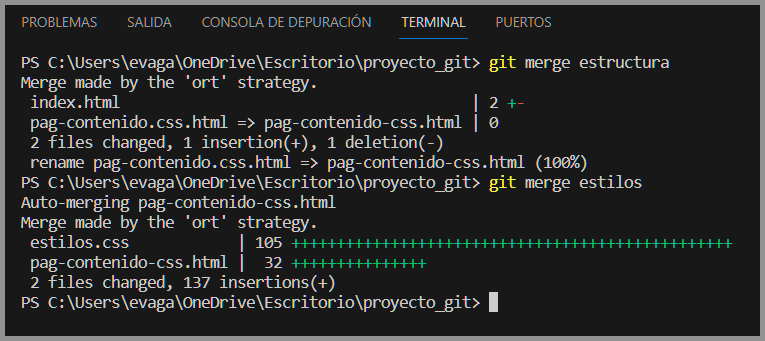 PROBLEMAS SALIDA CONSOLA DE DEPURACIÓN TERMINAL PUERTOS
PS C:\Users\evaga\OneDrive\Escritorio\proyecto_git> git merge estructura
Merge made by the 'ort' strategy.
 index.html                                   | 2 +-
 pag-contenido.css.html => pag-contenido-css.html | 0
 2 files changed, 1 insertion(+), 1 deletion(-)
 rename pag-contenido.css.html => pag-contenido-css.html (100%)
PS C:\Users\evaga\OneDrive\Escritorio\proyecto_git> git merge estilos
Auto-merging pag-contenido-css.html
Merge made by the 'ort' strategy.
 estilos.css            | 105 +++++++++++++++++++++++++++++++++++++++++++++++++
 pag-contenido-css.html |  32 +++++++++++++++
 2 files changed, 137 insertions(+)
PS C:\Users\evaga\OneDrive\Escritorio\proyecto_git>